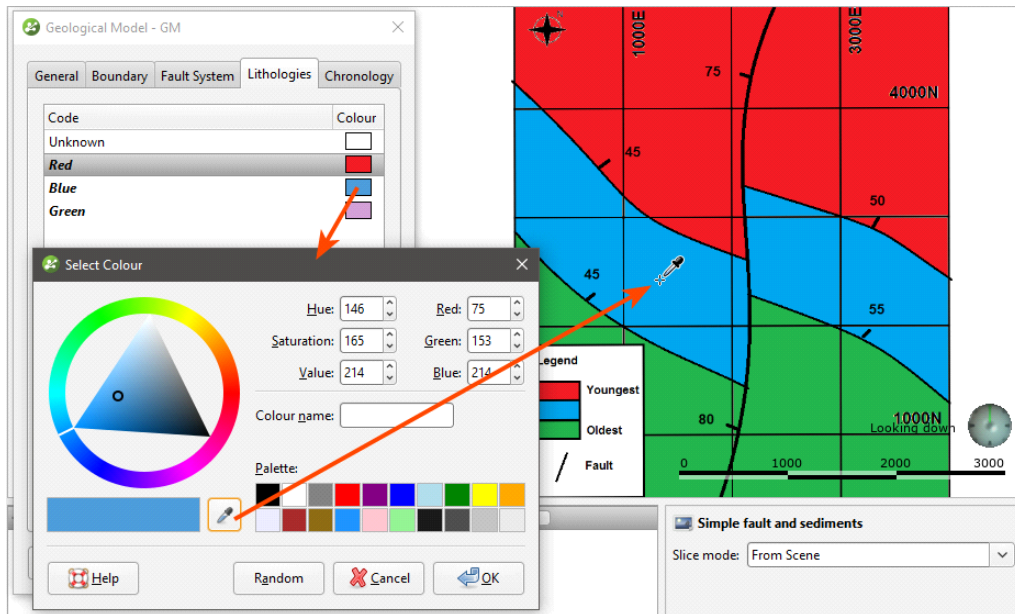 Geological Model - GM
General Boundary Fault System Lithologies Chronology
Code Colour
Unknown
Red
Blue
Green
Select Colour
Hue: 146 Red: 75
Saturation: 165 Green: 153
Value: 214 Blue: 214
Colour name:
Palette:
Help Random Cancel OK
1000E
3000E
75
4000N
45
50
45
55
Legend
Youngest
Oldest
Fault
80
1000N
Looking down
0 1000 2000 3000
Simple fault and sediments
Slice mode: From Scene